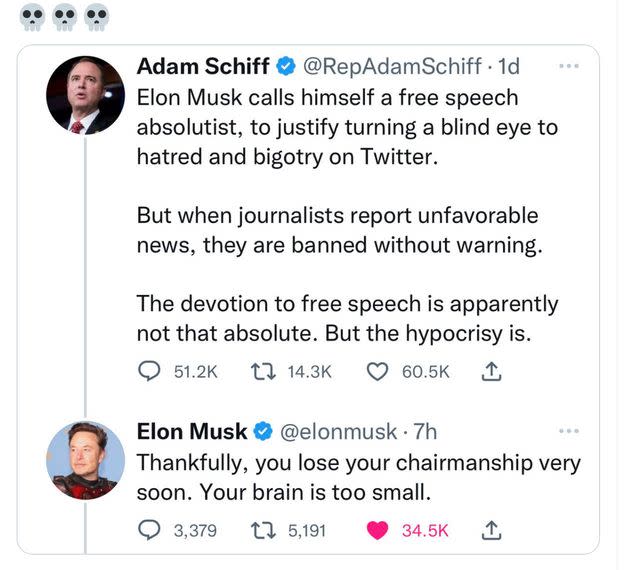 💀💀💀
Adam Schiff @RepAdamSchiff · 1d
Elon Musk calls himself a free speech
absolutist, to justify turning a blind eye to
hatred and bigotry on Twitter.
But when journalists report unfavorable
news, they are banned without warning.
The devotion to free speech is apparently
not that absolute. But the hypocrisy is.
51.2K 14.3K 60.5K
Elon Musk @elonmusk · 7h
Thankfully, you lose your chairmanship very
soon. Your brain is too small.
3,379 5,191 34.5K